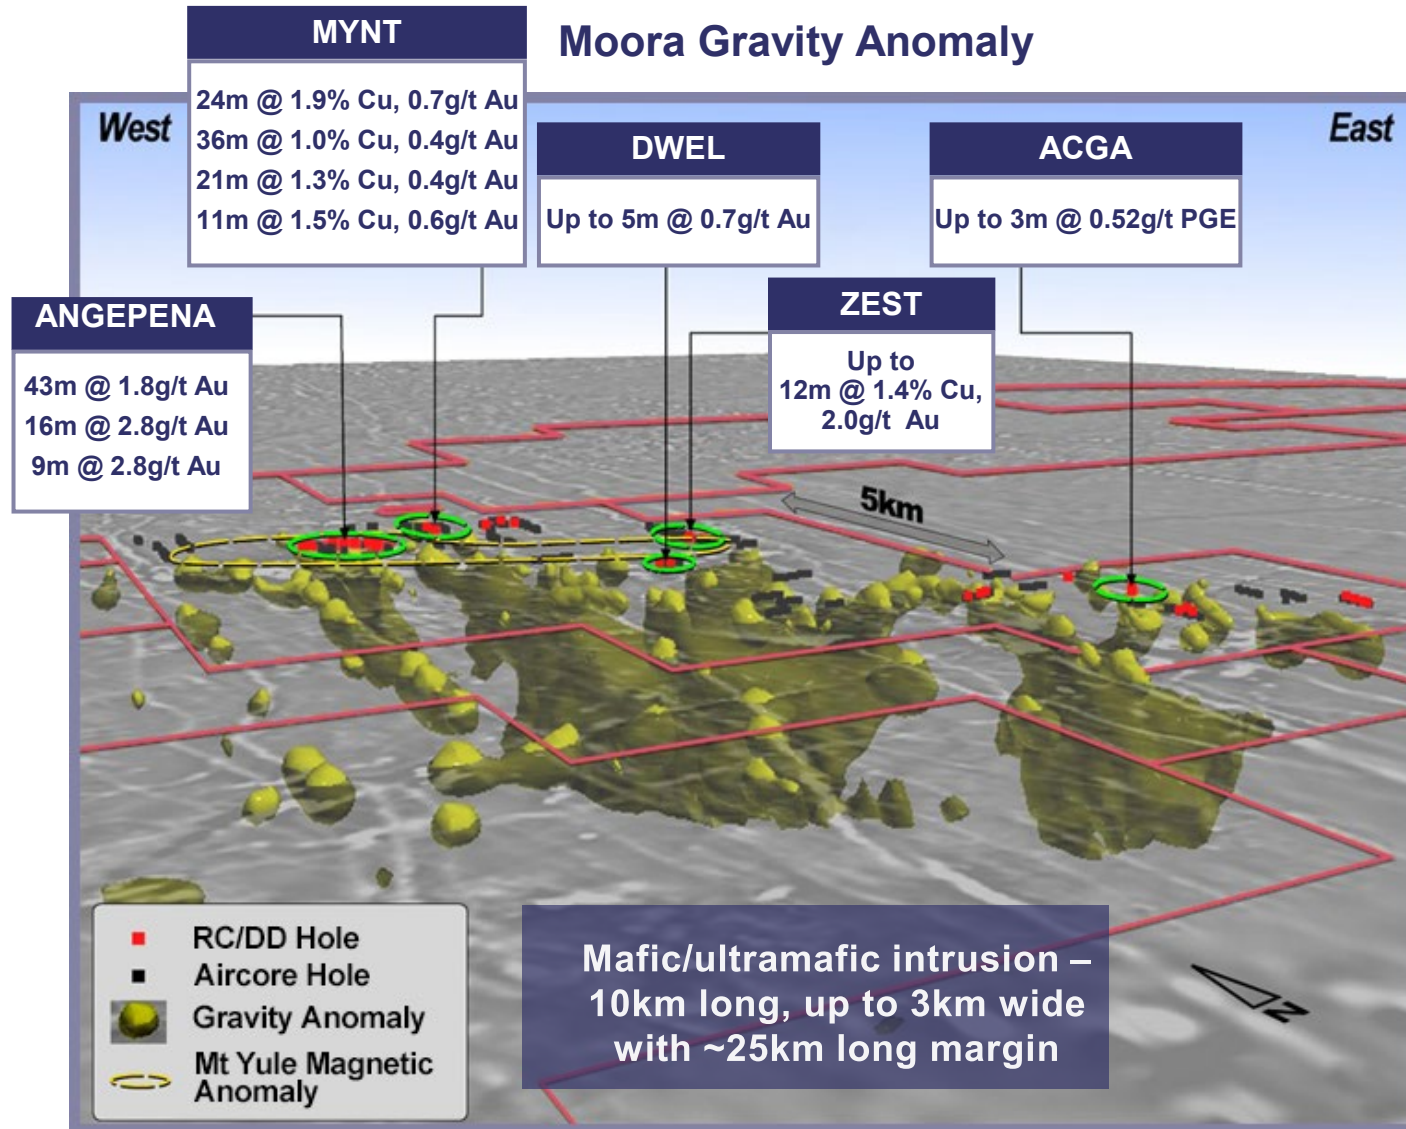 Moora Gravity Anomaly
MYNT
24m @ 1.9% Cu, 0.7g/t Au
36m @ 1.0% Cu, 0.4g/t Au
21m @ 1.3% Cu, 0.4g/t Au
11m @ 1.5% Cu, 0.6g/t Au
West
East
DWEL
Up to 5m @ 0.7g/t Au
ACGA
Up to 3m @ 0.52g/t PGE
ANGEPENA
43m @ 1.8g/t Au
16m @ 2.8g/t Au
9m @ 2.8g/t Au
ZEST
Up to
12m @ 1.4% Cu,
2.0g/t Au
5km
RC/DD Hole
Aircore Hole
Gravity Anomaly
Mt Yule Magnetic
Anomaly
Mafic/ultramafic intrusion –
10km long, up to 3km wide
with ~25km long margin
N